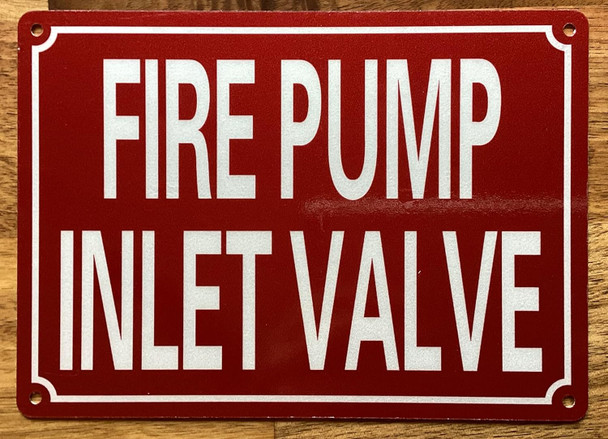 FIRE PUMP
INLET VALVE